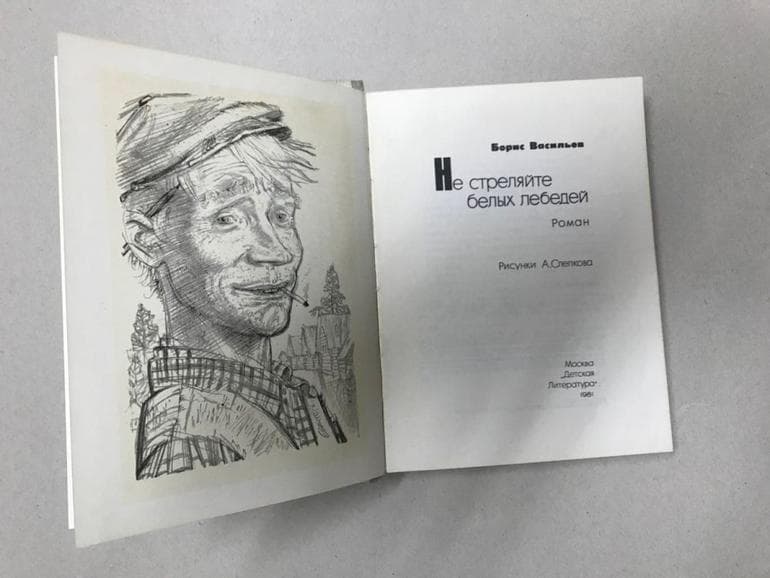 Борис Васильев
Не стреляйте
белых лебедей
Роман
Рисунки А.Слепкова
Москва
„Детская
Литература“
1981